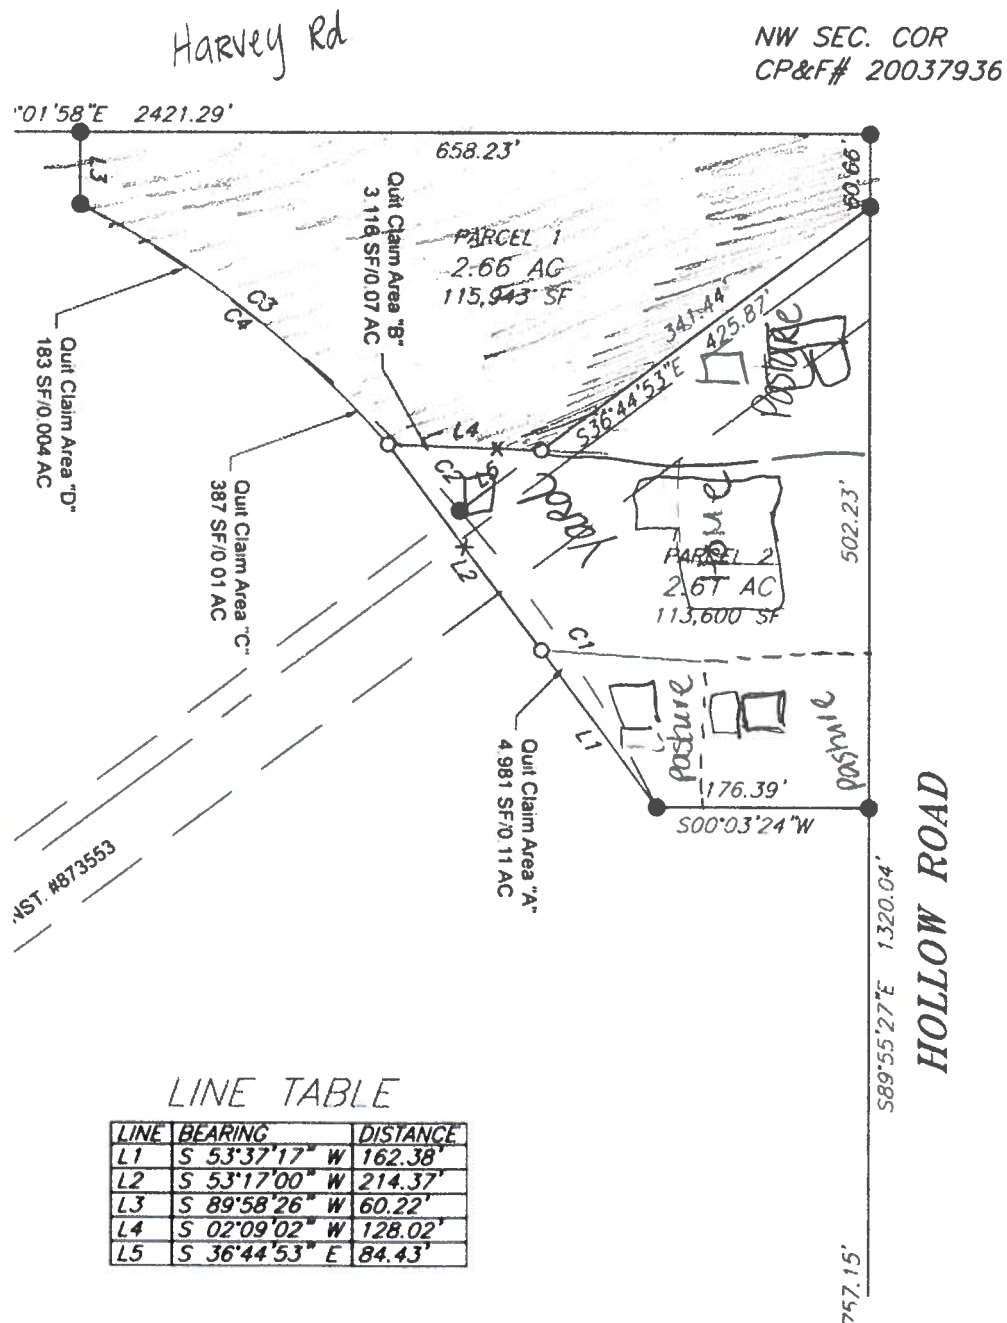 Harvey Rd
NW SEC. COR
CP&F# 20037936
°01'58"E 2421.29'
658.23'
60.66'
L3
PARCEL 1
2.66 AC
115,943 SF
Quit Claim Area "B"
3.116 SF/0.07 AC
C3
C4
341.44'
425.87'
S36°44'53"E
Pasture
Quit Claim Area "D"
183 SF/0.004 AC
L4
L5
C2
Yard
Home
502.23'
Quit Claim Area "C"
387 SF/0 01 AC
L2
PARCEL 2
2.61 AC
113,600 SF
C1
L1
Pasture
pasture
Quit Claim Area "A"
4.981 SF/0.11 AC
176.39'
S00°03'24"W
HOLLOW ROAD
S89°55'27"E 1320.04'
NST. #873553
LINE TABLE
LINE BEARING DISTANCE
L1 S 53°37'17" W 162.38'
L2 S 53°17'00" W 214.37'
L3 S 89°58'26" W 60.22'
L4 S 02°09'02" W 128.02'
L5 S 36°44'53" E 84.43'
757.15'